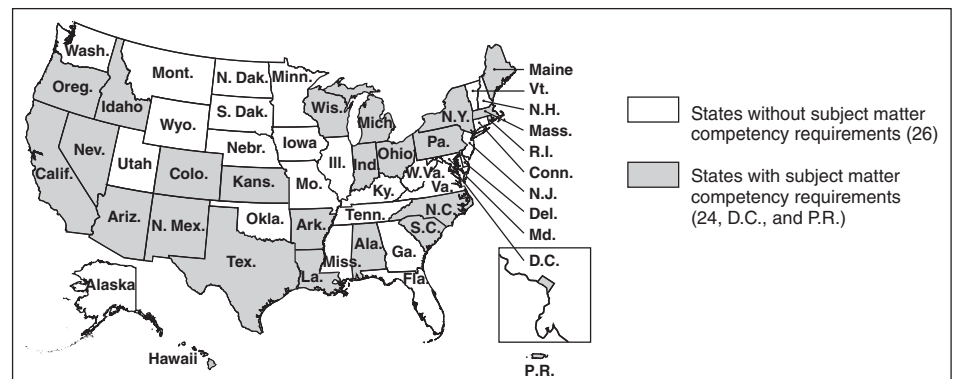 Wash.
Mont.
N. Dak.
Minn.
Oreg.
Idaho
S. Dak.
Wis.
Mich.
Wyo.
Nebr.
Iowa
N.Y.
Pa.
Nev.
Utah
Colo.
Kans.
Ill.
Ind.
Ohio
Mo.
W.Va.
Va.
Ky.
Calif.
Ariz.
N. Mex.
Okla.
Ark.
Tenn.
N.C.
S.C.
Tex.
La.
Miss.
Ala.
Ga.
Fla.
Alaska
Hawaii
Maine
Vt.
N.H.
Mass.
R.I.
Conn.
N.J.
Del.
Md.
D.C.
P.R.
States without subject matter
competency requirements (26)
States with subject matter
competency requirements
(24, D.C., and P.R.)